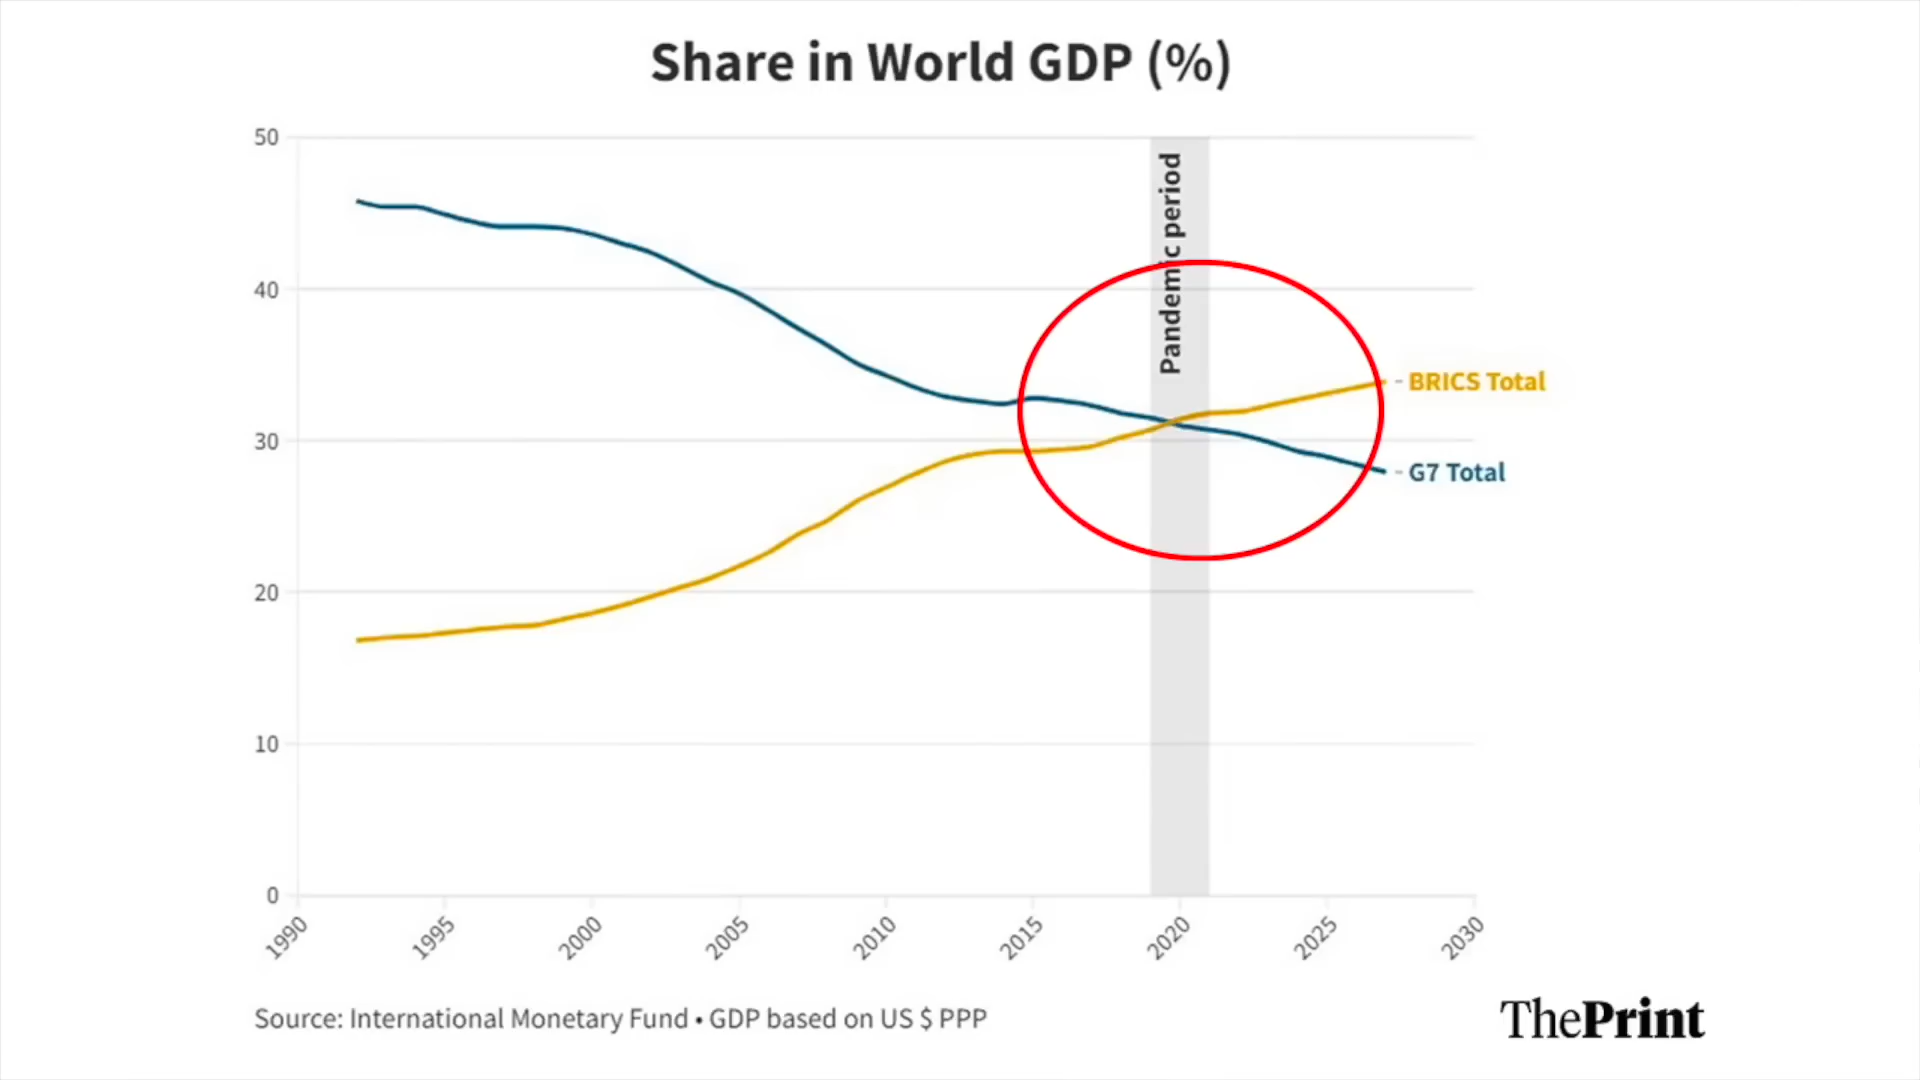 Share in World GDP (%)
50
Pandemic period
40
BRICS Total
30
G7 Total
20
10
0
1990
1995
2000
2005
2010
2015
2020
2025
2030
Source: International Monetary Fund • GDP based on US $ PPP
ThePrint